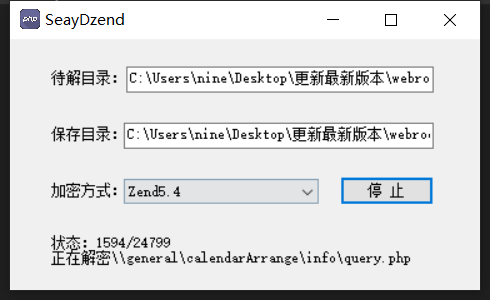 php SeayDzend
待解目录: C:\Users\nine\Desktop\更新最新版本\webro
保存目录: C:\Users\nine\Desktop\更新最新版本\webro
加密方式: Zend5.4 停 止
状态: 1594/24799
正在解密\\general\calendarArrange\info\query.php